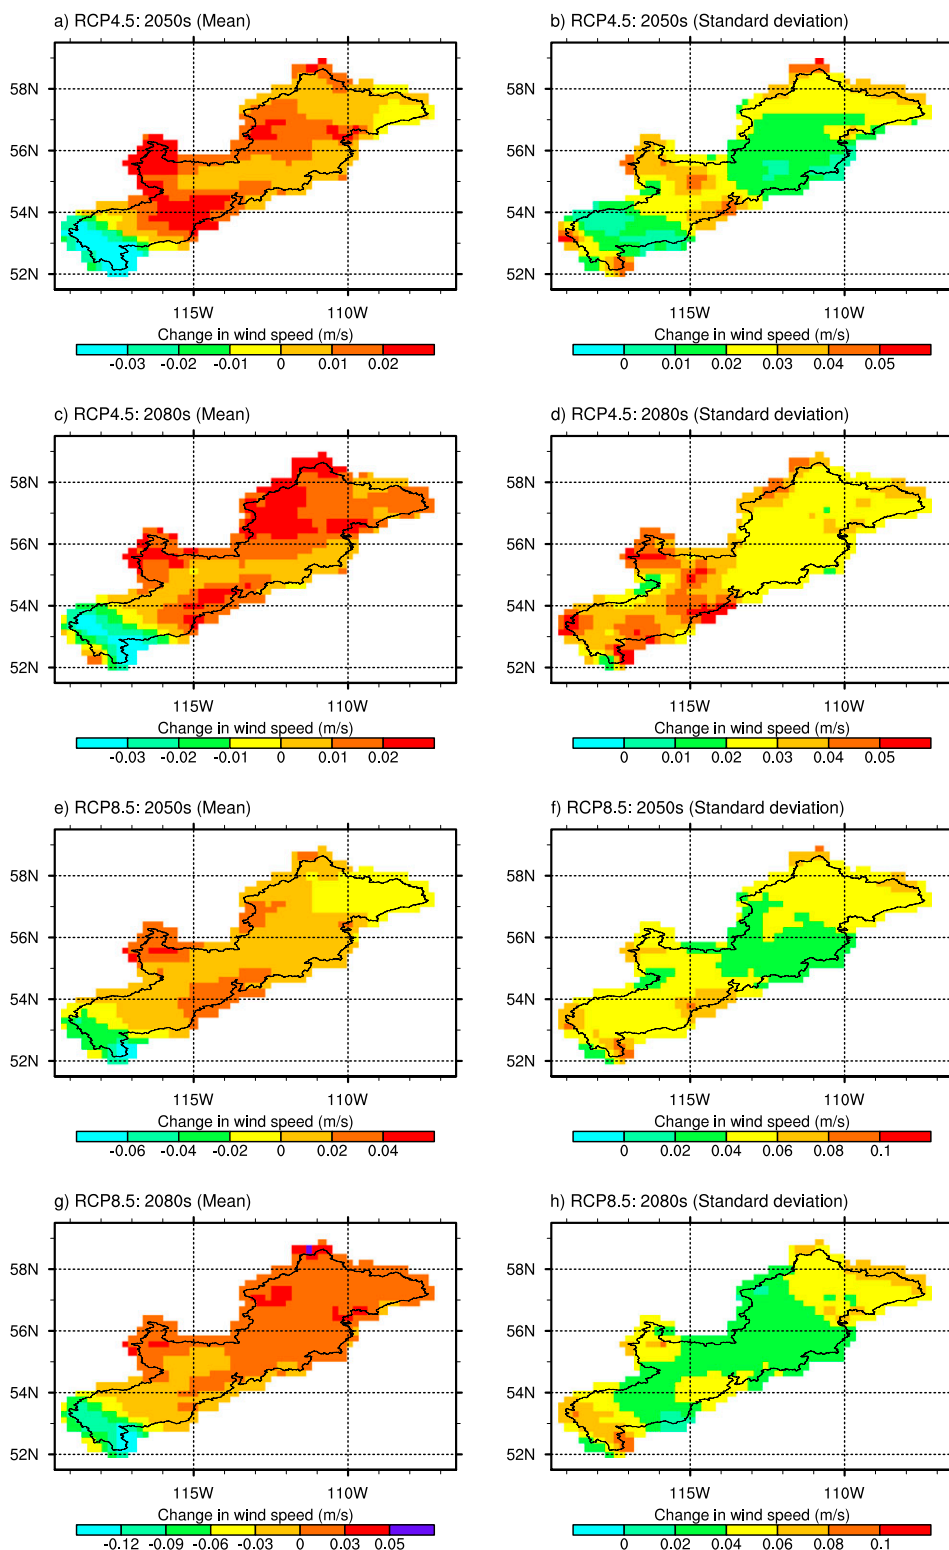 a) RCP4.5: 2050s (Mean)
b) RCP4.5: 2050s (Standard deviation)
58N
56N
54N
52N
115W
110W
Change in wind speed (m/s)
-0.03 -0.02 -0.01 0 0.01 0.02
58N
56N
54N
52N
115W
110W
Change in wind speed (m/s)
0 0.01 0.02 0.03 0.04 0.05
c) RCP4.5: 2080s (Mean)
d) RCP4.5: 2080s (Standard deviation)
58N
56N
54N
52N
115W
110W
Change in wind speed (m/s)
-0.03 -0.02 -0.01 0 0.01 0.02
58N
56N
54N
52N
115W
110W
Change in wind speed (m/s)
0 0.01 0.02 0.03 0.04 0.05
e) RCP8.5: 2050s (Mean)
f) RCP8.5: 2050s (Standard deviation)
58N
56N
54N
52N
115W
110W
Change in wind speed (m/s)
-0.06 -0.04 -0.02 0 0.02 0.04
58N
56N
54N
52N
115W
110W
Change in wind speed (m/s)
0 0.02 0.04 0.06 0.08 0.1
g) RCP8.5: 2080s (Mean)
h) RCP8.5: 2080s (Standard deviation)
58N
56N
54N
52N
115W
110W
Change in wind speed (m/s)
-0.12 -0.09 -0.06 -0.03 0 0.03 0.05
58N
56N
54N
52N
115W
110W
Change in wind speed (m/s)
0 0.02 0.04 0.06 0.08 0.1